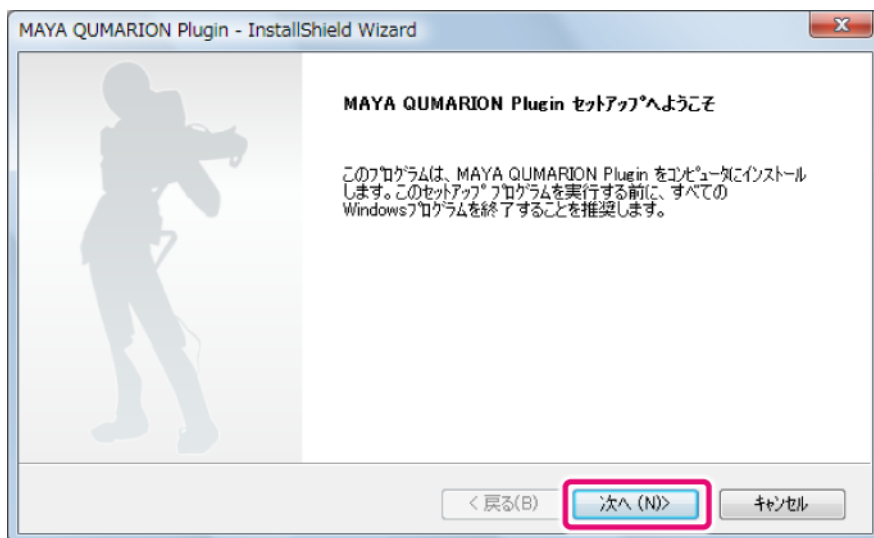 MAYA QUMARION Plugin - InstallShield Wizard
MAYA QUMARION Plugin セットアップへようこそ
このプログラムは、MAYA QUMARION Plugin をコンピュータにインストール
します。このセットアップ プログラムを実行する前に、すべての
Windowsプログラムを終了することを推奨します。
< 戻る(B)
次へ (N)>
キャンセル